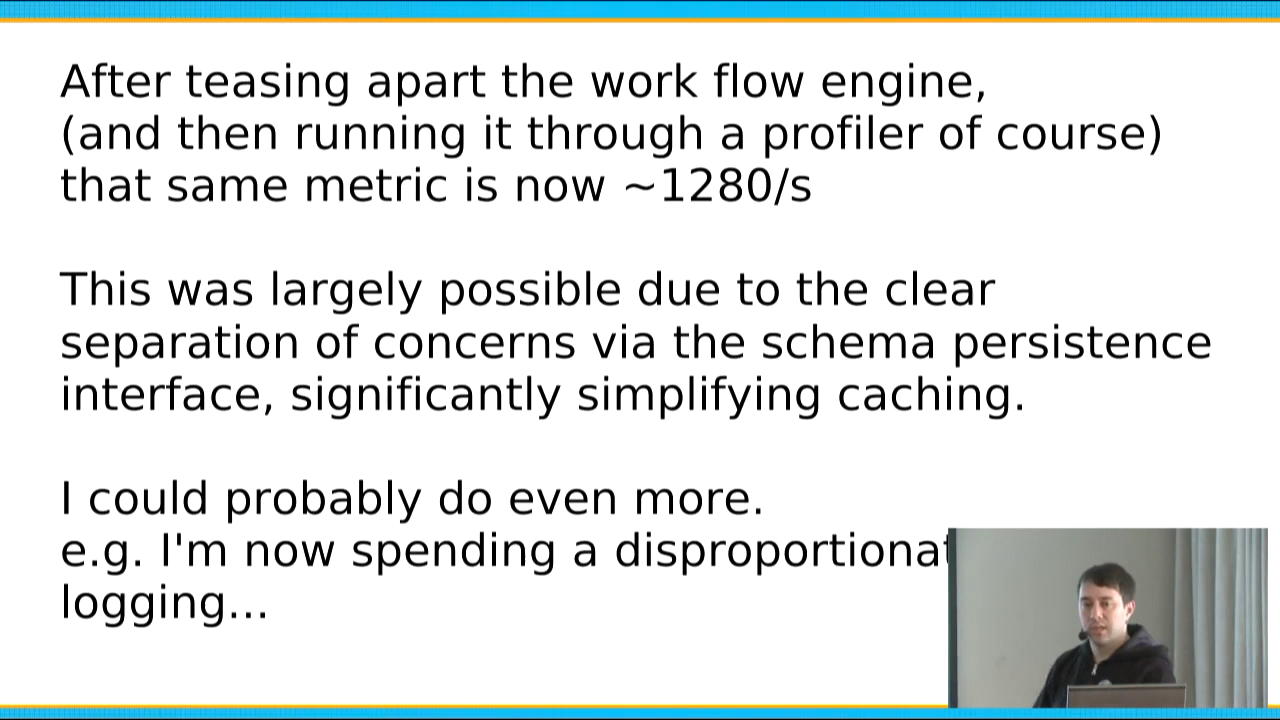 After teasing apart the work flow engine,
(and then running it through a profiler of course)
that same metric is now ~1280/s
This was largely possible due to the clear
separation of concerns via the schema persistence
interface, significantly simplifying caching.
I could probably do even more.
e.g. I'm now spending a
logging...